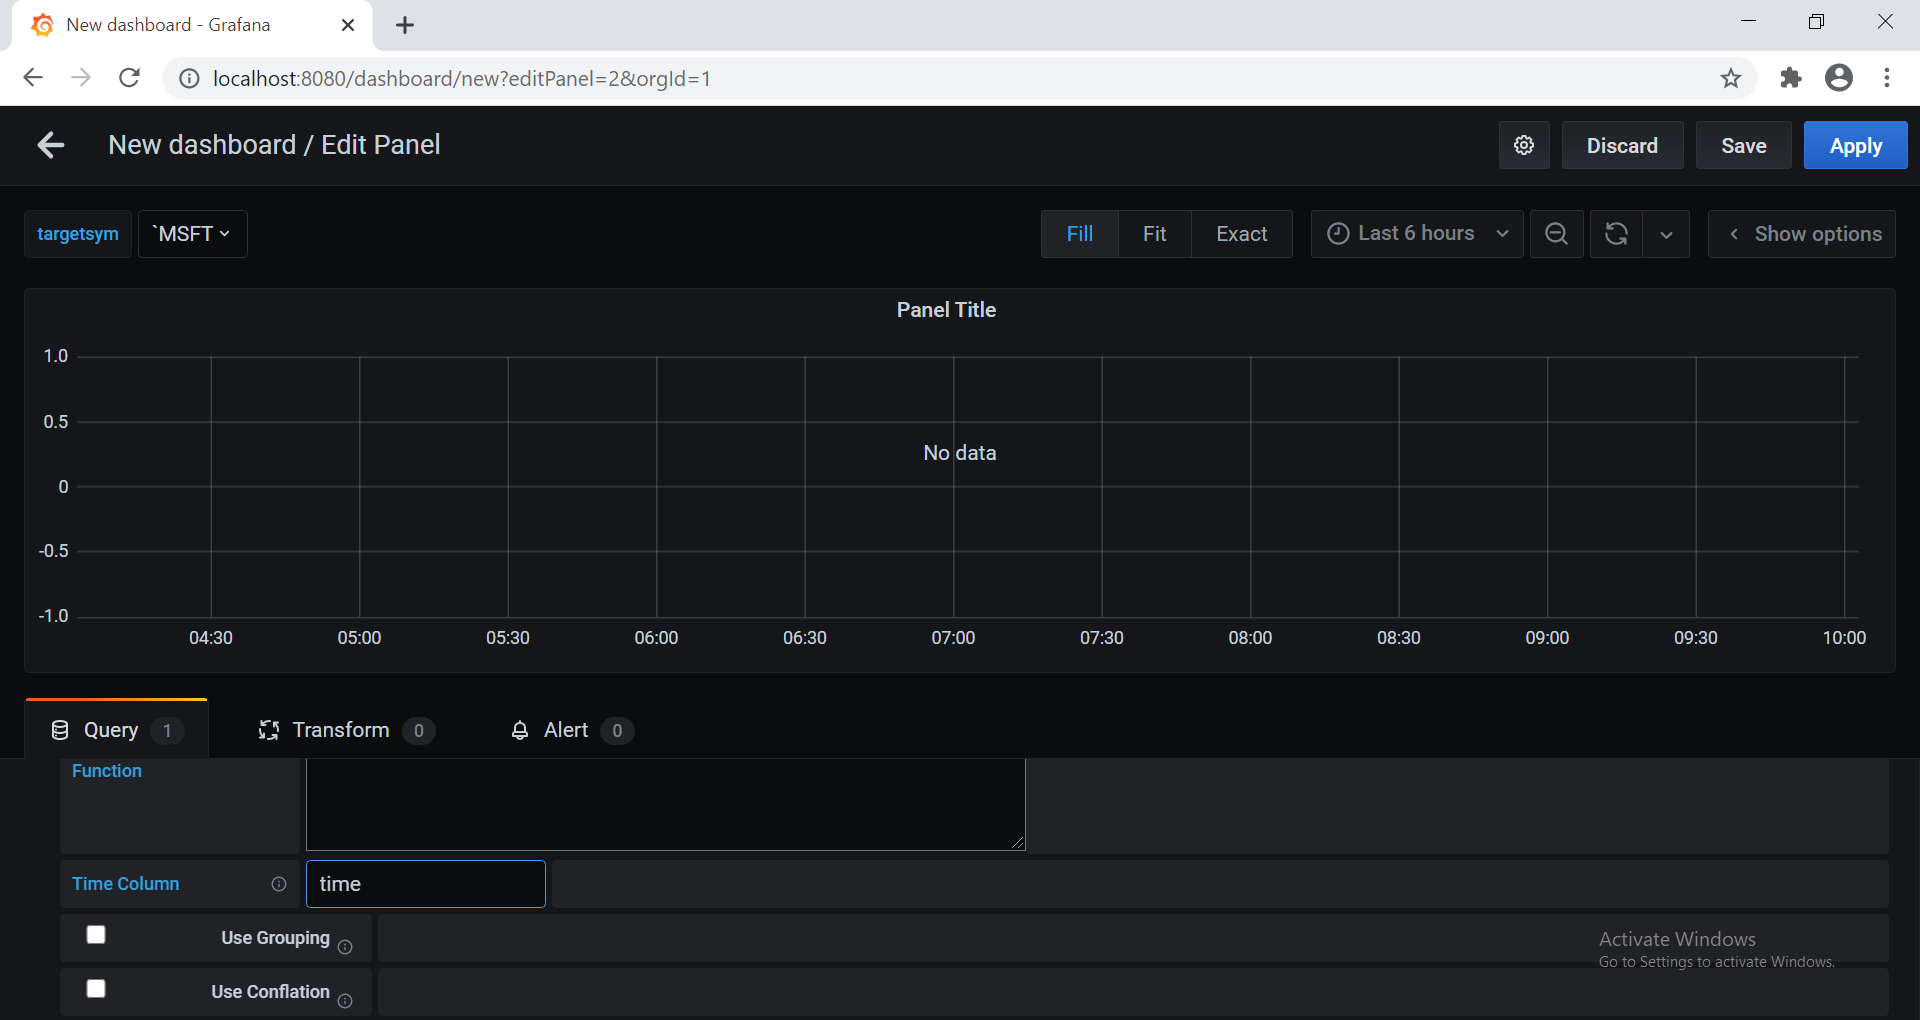 New dashboard - Grafana
localhost:8080/dashboard/new?editPanel=2&orgId=1
New dashboard / Edit Panel
Discard
Save
Apply
targetsym
`MSFT
Fill
Fit
Exact
Last 6 hours
Show options
Panel Title
1.0
0.5
No data
0
-0.5
-1.0
04:30 05:00 05:30 06:00 06:30 07:00 07:30 08:00 08:30 09:00 09:30 10:00
Query 1
Transform 0
Alert 0
Function
Time Column
time
Use Grouping
Activate Windows
Go to Settings to activate Windows.
Use Conflation